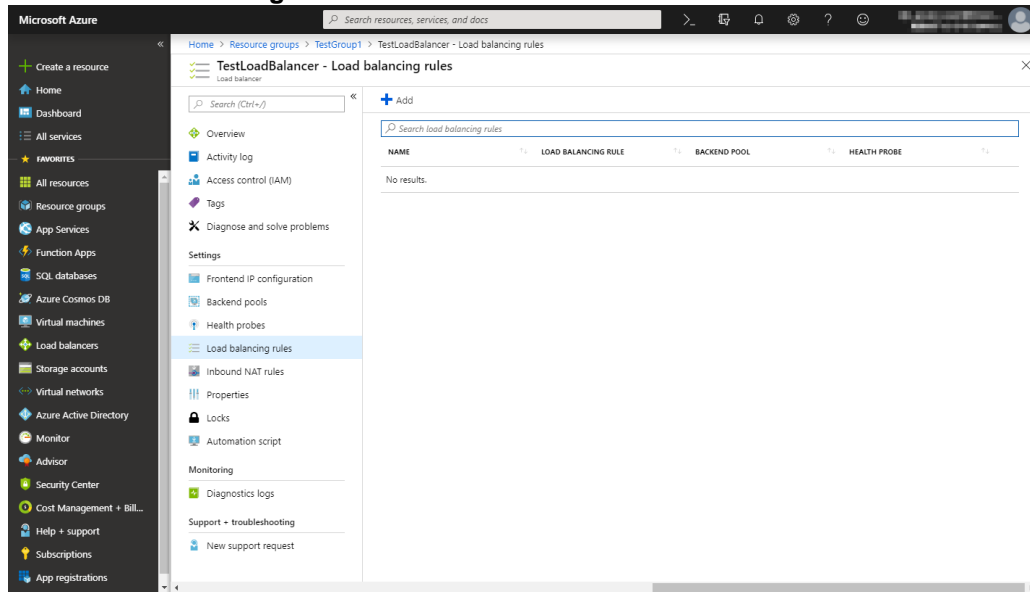 Microsoft Azure
Search resources, services, and docs
Create a resource
Home
Dashboard
All services
FAVORITES
All resources
Resource groups
App Services
Function Apps
SQL databases
Azure Cosmos DB
Virtual machines
Load balancers
Storage accounts
Virtual networks
Azure Active Directory
Monitor
Advisor
Security Center
Cost Management + Bill...
Help + support
Subscriptions
App registrations
Home > Resource groups > TestGroup1 > TestLoadBalancer - Load balancing rules
TestLoadBalancer - Load balancing rules
Load balancer
Search (Ctrl+/)
Overview
Activity log
Access control (IAM)
Tags
Diagnose and solve problems
Settings
Frontend IP configuration
Backend pools
Health probes
Load balancing rules
Inbound NAT rules
Properties
Locks
Automation script
Monitoring
Diagnostics logs
Support + troubleshooting
New support request
Add
Search load balancing rules
NAME LOAD BALANCING RULE BACKEND POOL HEALTH PROBE
No results.